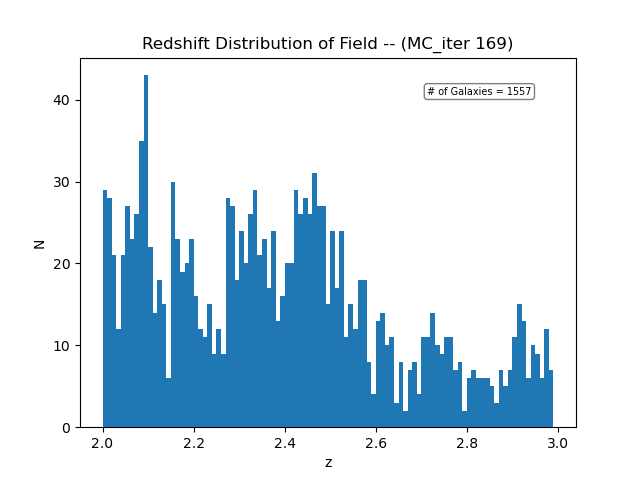 Redshift Distribution of Field -- (MC_iter 169)
# of Galaxies = 1557
N
40
30
20
10
0
2.0 2.2 2.4 2.6 2.8 3.0
z